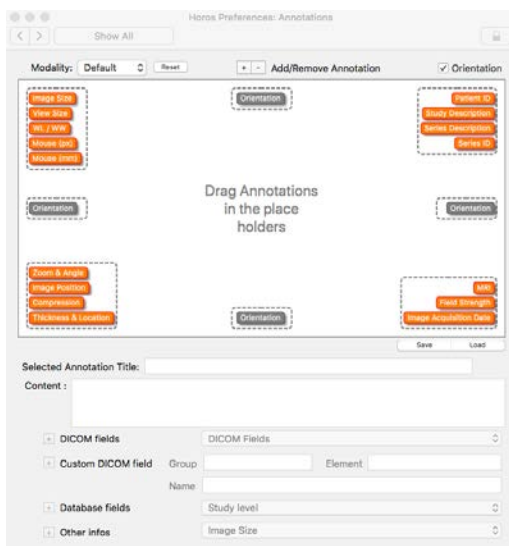 Horos Preferences: Annotations
Show All
Modality: Default Reset + - Add/Remove Annotation Orientation
Image Size Orientation Patient ID
View Size Study Description
WL / WW Series Description
Mouse (px) Series ID
Mouse (mm)
Drag Annotations
Orientation in the place Orientation
holders
Zoom & Angle
Image Position MRI
Compression Field Strength
Thickness & Location Orientation Image Acquisition Date
Save Load
Selected Annotation Title:
Content :
+ DICOM fields DICOM Fields
+ Custom DICOM field Group Element
Name
+ Database fields Study level
+ Other infos Image Size